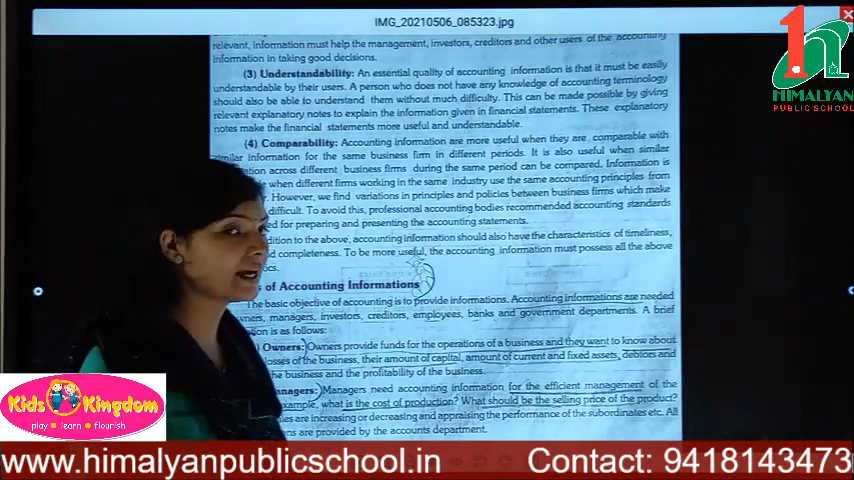 IMG_20210506_085323.jpg
relevant, information must help the management, investors, creditors and other users of the accounting
information in taking good decisions.
(3) Understandability: An essential quality of accounting information is that it must be easily
understandable by their users. A person who does not have any knowledge of accounting terminology
should also be able to understand them without much difficulty. This can be made possible by giving
relevant explanatory notes to explain the information given in financial statements. These explanatory
notes make the financial statements more useful and understandable.
(4) Comparability: Accounting information are more useful when they are comparable with
similar information for the same business firm in different periods. It is also useful when similar
ation across different business firms during the same period can be compared. Information is
when different firms working in the same industry use the same accounting principles from
r. However, we find variations in principles and policies between business firms which make
difficult. To avoid this, professional accounting bodies recommended accounting standards
ed for preparing and presenting the accounting statements.
dition to the above, accounting information should also have the characteristics of timeliness,
d completeness. To be more useful, the accounting information must possess all the above
ics.
s of Accounting Informations
The basic objective of accounting is to provide informations. Accounting informations are needed
wners, managers, investors, creditors, employees, banks and government departments. A brief
ion is as follows:
Owners: Owners provide funds for the operations of a business and they want to know about
losses of the business, their amount of capital, amount of current and fixed assets, debtors and
the business and the profitability of the business.
anagers: Managers need accounting information for the efficient management of the
example, what is the cost of production? What should be the selling price of the product?
les are increasing or decreasing and appraising the performance of the subordinates etc. All
ns are provided by the accounts department.
1h
HIMALYAN
PUBLIC SCHOOL
Kids Kingdom
play learn flourish
www.himalyanpublicschool.in Contact: 9418143473